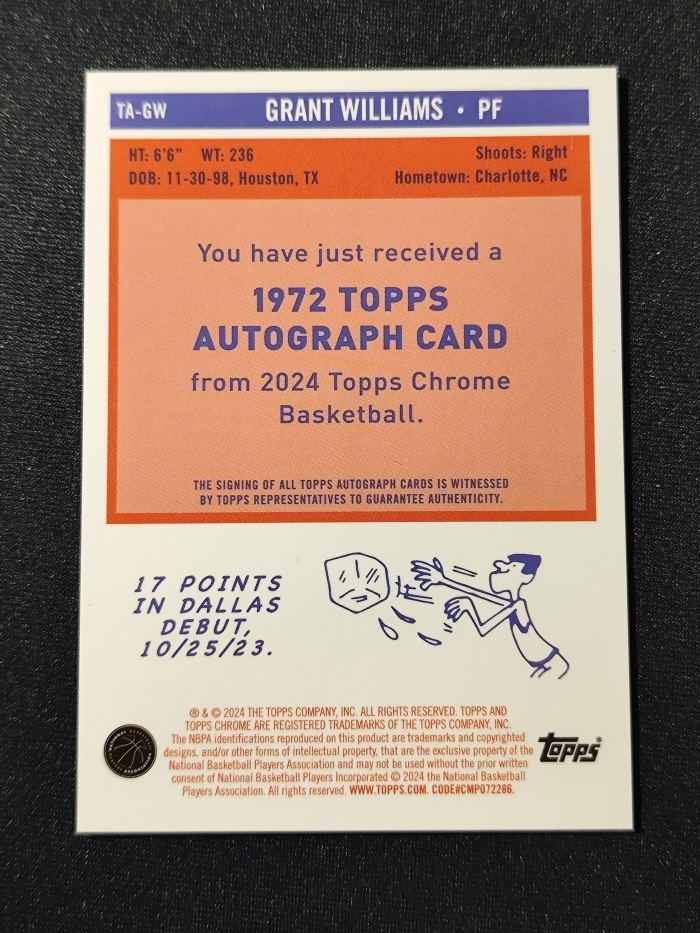 TA-GW GRANT WILLIAMS • PF
HT: 6'6" WT: 236 Shoots: Right
DOB: 11-30-98, Houston, TX Hometown: Charlotte, NC
You have just received a
1972 TOPPS
AUTOGRAPH CARD
from 2024 Topps Chrome
Basketball.
THE SIGNING OF ALL TOPPS AUTOGRAPH CARDS IS WITNESSED
BY TOPPS REPRESENTATIVES TO GUARANTEE AUTHENTICITY.
17 POINTS
IN DALLAS
DEBUT,
10/25/23.
® & © 2024 THE TOPPS COMPANY, INC. ALL RIGHTS RESERVED. TOPPS AND
TOPPS CHROME ARE REGISTERED TRADEMARKS OF THE TOPPS COMPANY, INC.
The NBPA identifications reproduced on this product are trademarks and copyrighted
designs, and/or other forms of intellectual property, that are the exclusive property of the
National Basketball Players Association and may not be used without the prior written
consent of National Basketball Players Incorporated © 2024 the National Basketball
Players Association. All rights reserved. WWW.TOPPS.COM. CODE#CMP072286.
Topps®